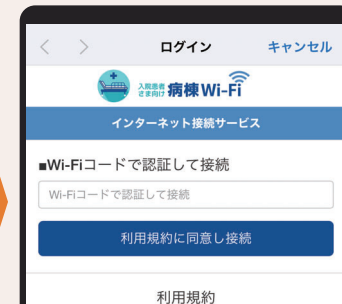 ログイン キャンセル
入院患者
さま向け 病棟Wi-Fi
インターネット接続サービス
■Wi-Fiコードで認証して接続
Wi-Fiコードで認証して接続
利用規約に同意し接続
利用規約